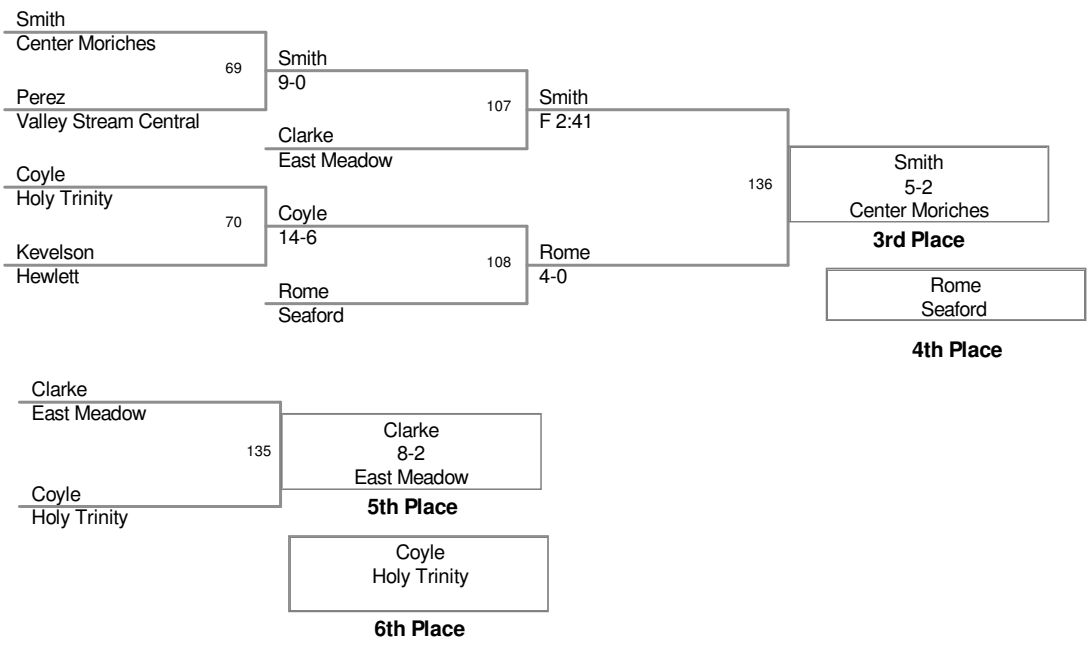 Smith
Center Moriches
69
Perez
Valley Stream Central
Smith
9-0
107
Clarke
East Meadow
Coyle
Holy Trinity
70
Kevelson
Hewlett
Coyle
14-6
108
Rome
Seaford
Smith
F 2:41
136
Rome
4-0
Smith
5-2
Center Moriches
3rd Place
Rome
Seaford
4th Place
Clarke
East Meadow
135
Coyle
Holy Trinity
Clarke
8-2
East Meadow
5th Place
Coyle
Holy Trinity
6th Place